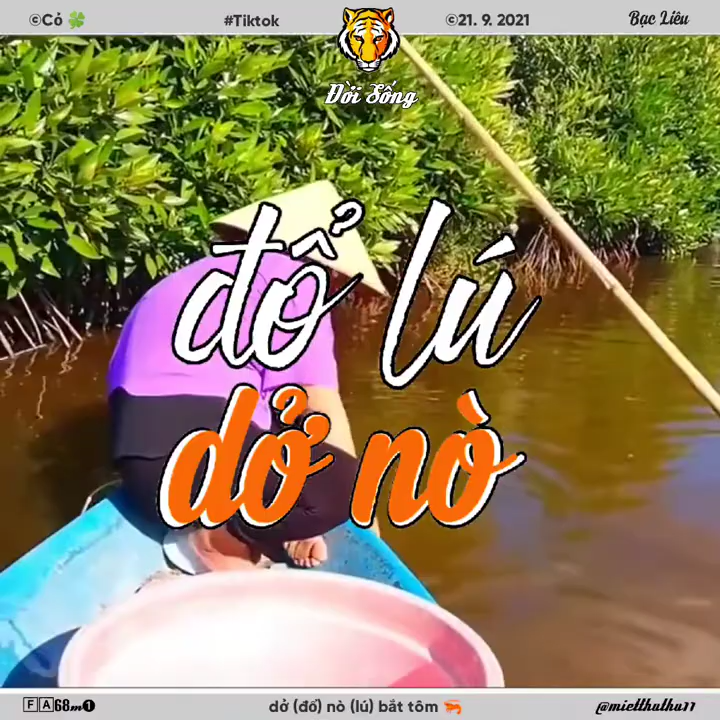 ©Cỏ 🍀 #Tiktok ©21. 9. 2021 Bạc Liêu
Đời Sống
đổ lú
dở nò
🄵🄰68𝓶❶ dở (đổ) nò (lú) bắt tôm 🦐 @mietthuthu11